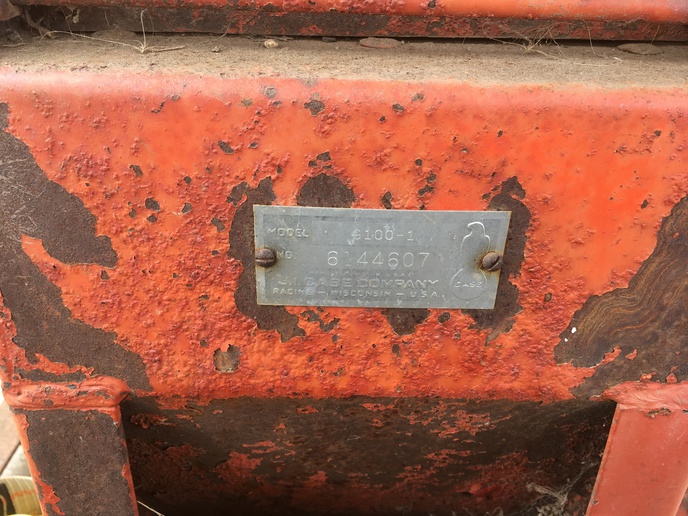 MODEL 6100-1
NO 6144607
J. I. CASE COMPANY
RACINE - WISCONSIN - U.S.A.
CASE